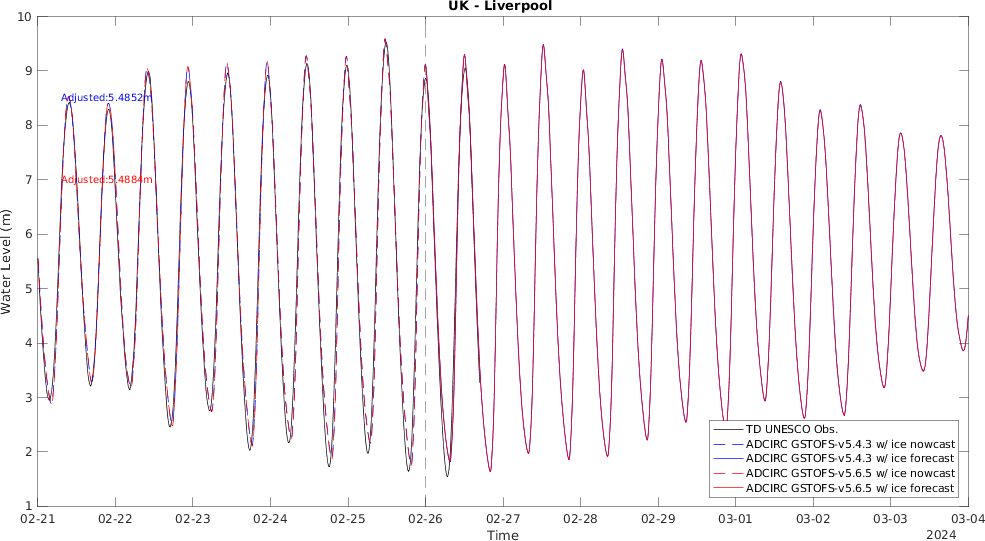 UK - Liverpool
10
9
8
7
6
5
4
3
2
1
Water Level (m)
Adjusted:5.4852m
Adjusted:5.4884m
TD UNESCO Obs.
ADCIRC GSTOFS-v5.4.3 w/ ice nowcast
ADCIRC GSTOFS-v5.4.3 w/ ice forecast
ADCIRC GSTOFS-v5.6.5 w/ ice nowcast
ADCIRC GSTOFS-v5.6.5 w/ ice forecast
02-21 02-22 02-23 02-24 02-25 02-26 02-27 02-28 02-29 03-01 03-02 03-03 03-04
Time
2024